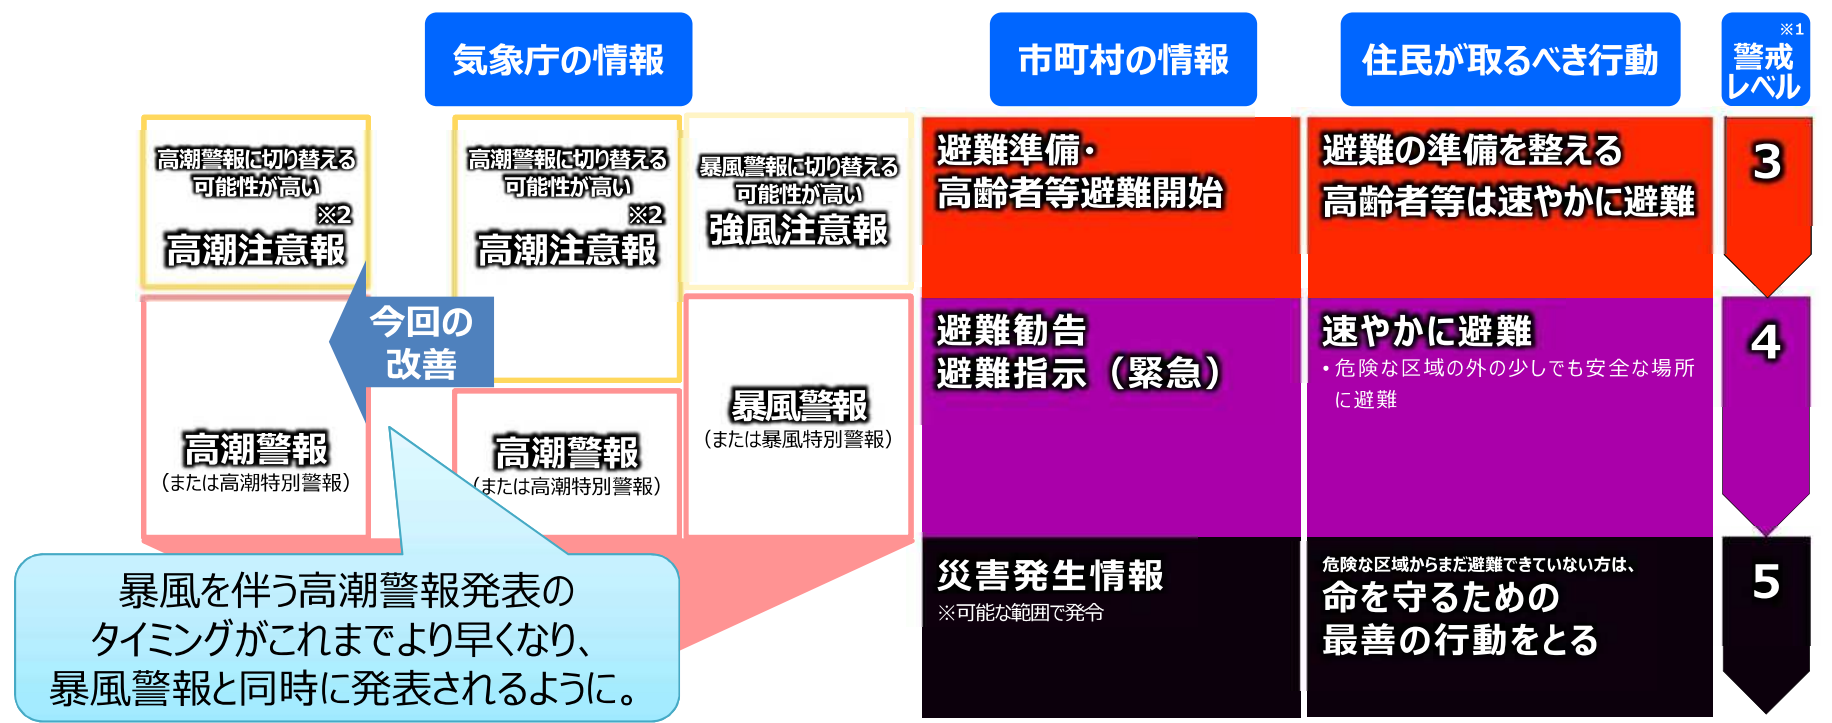 気象庁の情報
市町村の情報
住民が取るべき行動
※1
警戒
レベル
高潮警報に切り替える
可能性が高い
※2
高潮注意報
高潮警報に切り替える
可能性が高い
※2
高潮注意報
暴風警報に切り替える
可能性が高い
強風注意報
避難準備・
高齢者等避難開始
避難の準備を整える
高齢者等は速やかに避難
3
今回の
改善
高潮警報
（または高潮特別警報）
高潮警報
（または高潮特別警報）
暴風警報
（または暴風特別警報）
避難勧告
避難指示（緊急）
速やかに避難
・危険な区域の外の少しでも安全な場所
に避難
4
暴風を伴う高潮警報発表の
タイミングがこれまでより早くなり、
暴風警報と同時に発表されるように。
災害発生情報
※可能な範囲で発令
危険な区域からまだ避難できていない方は、
命を守るための
最善の行動をとる
5